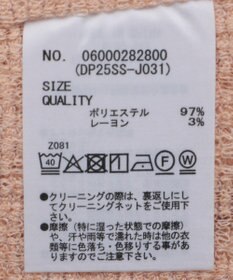 NO. 06000282800
(DP25SS-J031)
SIZE
QUALITY
ポリエステル 97%
レーヨン 3%
Z081
40 F W
●クリーニングの際は、裏返しにし
てクリーニングネットをご使用下
さい。
●摩擦（特に湿った状態での摩擦）
や、汗や雨等で濡れた時は他の衣
類等に色落ち・色移りする事があ
りますのでご注意下さい。